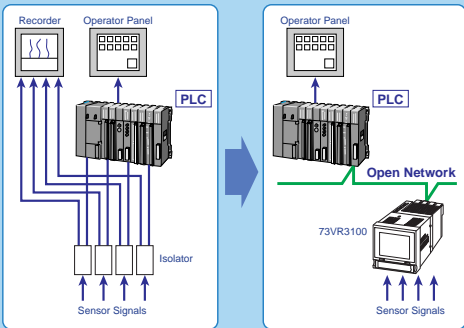 Recorder
Operator Panel
PLC
Isolator
Sensor Signals
Operator Panel
PLC
Open Network
73VR3100
Sensor Signals